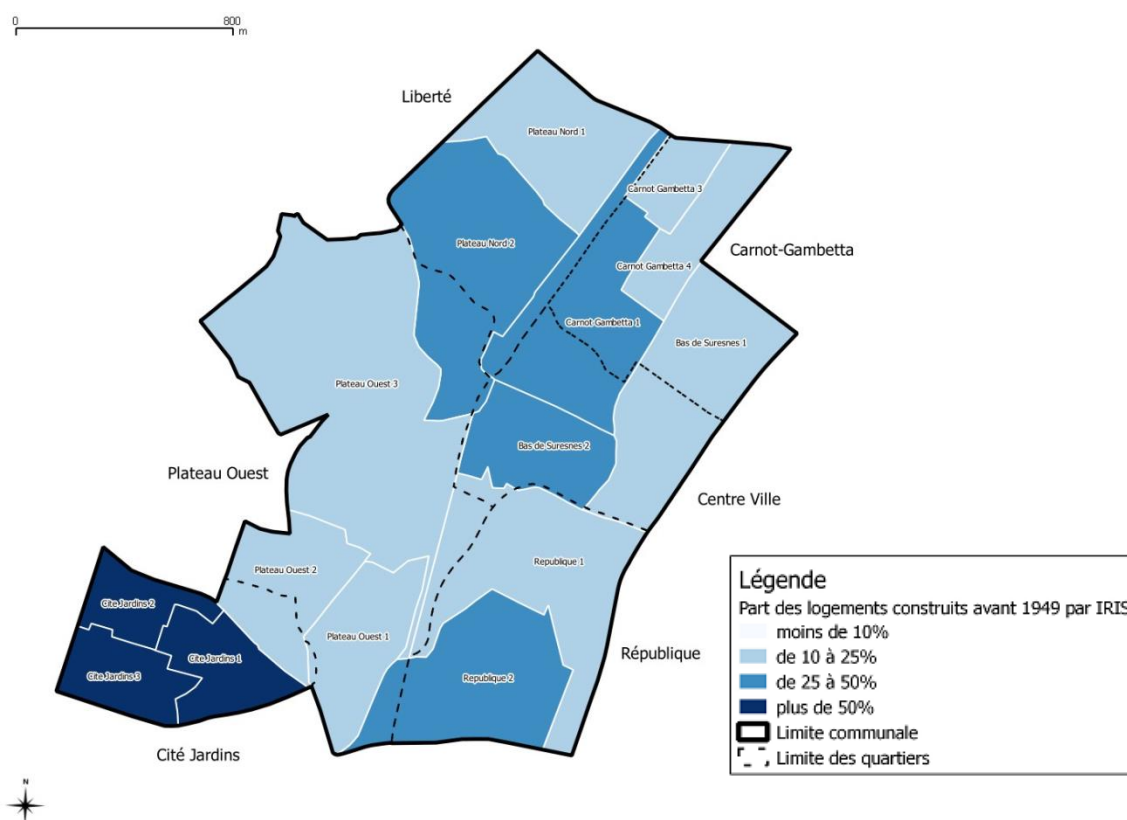 0 800
m
Liberté
Plateau Nord 1
Carnot Gambetta 3
Plateau Nord 2
Carnot-Gambetta
Carnot Gambetta 4
Carnot Gambetta 1
Bas de Suresnes 1
Plateau Ouest 3
Bas de Suresnes 2
Plateau Ouest
Centre Ville
Republique 1
Plateau Ouest 2
Cite Jardins 2
Plateau Ouest 1
Cite Jardins 1
République
Cite Jardins 3
Republique 2
Cité Jardins
N
Légende
Part des logements construits avant 1949 par IRIS
moins de 10%
de 10 à 25%
de 25 à 50%
plus de 50%
Limite communale
Limite des quartiers